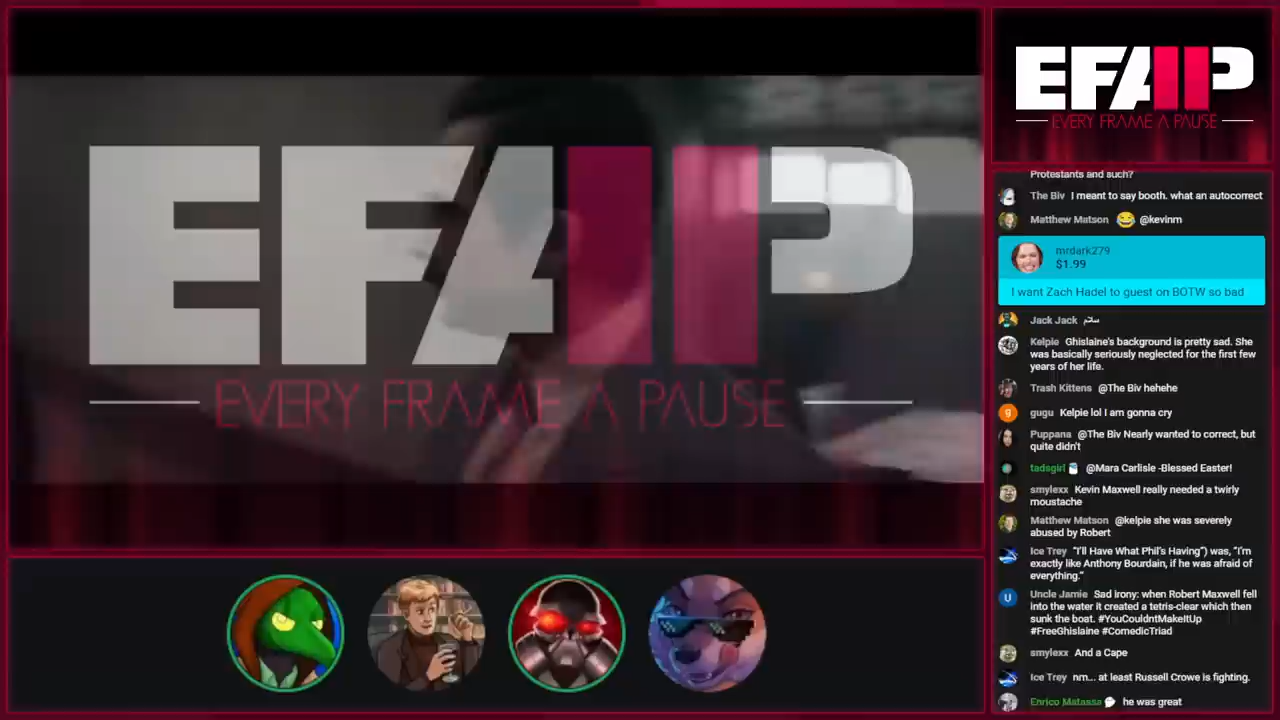 EFAP
EVERY FRAME A PAUSE
EFAP
EVERY FRAME A PAUSE
Protestants and such?
The Biv I meant to say booth. what an autocorrect
Matthew Matson 😂 @kevinm
mrdark279
$1.99
I want Zach Hadel to guest on BOTW so bad
Jack Jack سلام
Kelpie Ghislaine's background is pretty sad. She
was basically seriously neglected for the first few
years of her life.
Trash Kittens @The Biv hehehe
g
gugu Kelpie lol I am gonna cry
Puppana @The Biv Nearly wanted to correct, but
quite didn't
tadsgirl @Mara Carlisle -Blessed Easter!
smylexx Kevin Maxwell really needed a twirly
moustache
Matthew Matson @kelpie she was severely
abused by Robert
Ice Trey "I'll Have What Phil's Having") was, "I'm
exactly like Anthony Bourdain, if he was afraid of
everything."
U
Uncle Jamie Sad irony: when Robert Maxwell fell
into the water it created a tetris-clear which then
sunk the boat. #YouCouldntMakeItUp
#FreeGhislaine #ComedicTriad
smylexx And a Cape
Ice Trey nm... at least Russell Crowe is fighting.
Enrico Matassa he was great